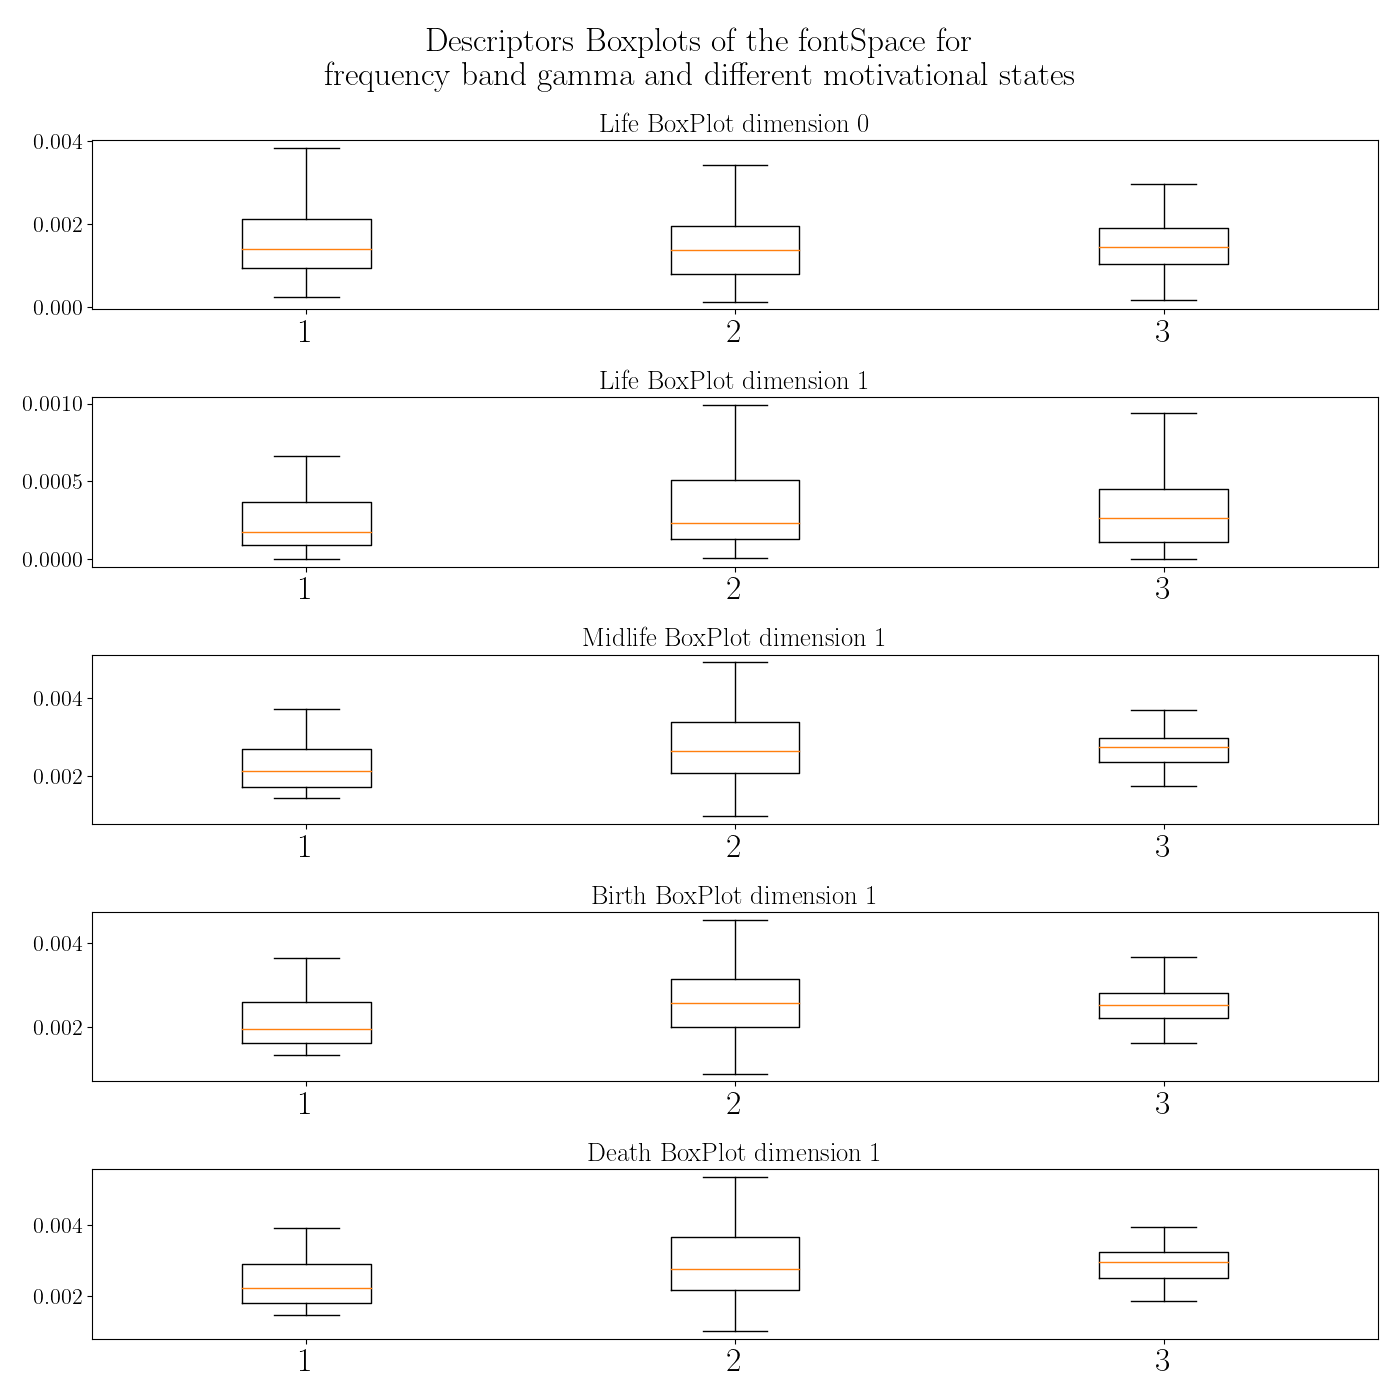 Descriptors Boxplots of the fontSpace for
frequency band gamma and different motivational states
Life BoxPlot dimension 0
0.004
0.002
0.000
1 2 3
Life BoxPlot dimension 1
0.0010
0.0005
0.0000
1 2 3
Midlife BoxPlot dimension 1
0.004
0.002
1 2 3
Birth BoxPlot dimension 1
0.004
0.002
1 2 3
Death BoxPlot dimension 1
0.004
0.002
1 2 3